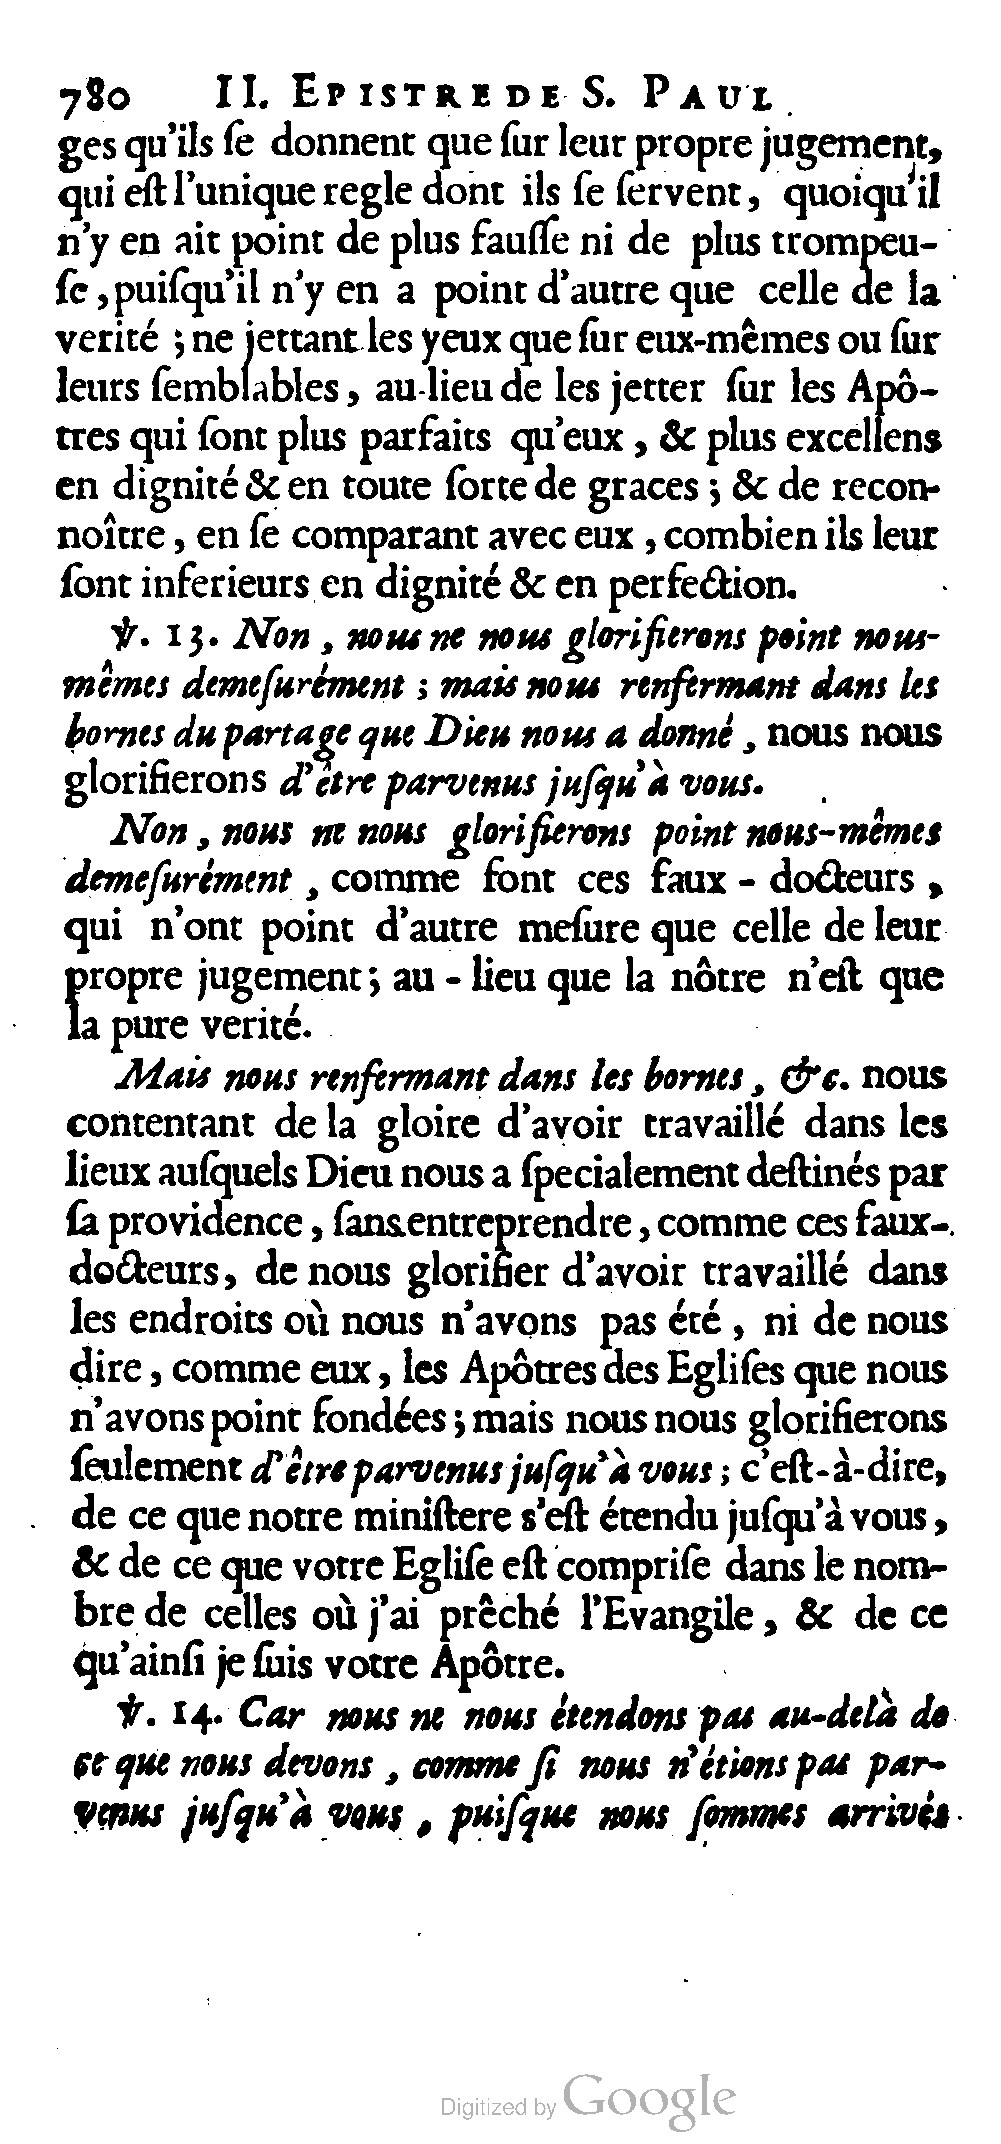 780 II. EPISTRE DE S. PAUL
ges qu'ils ſe donnent que ſur leur propre jugement,
qui eſt l'unique regle dont ils ſe ſervent, quoiqu'il
n'y en ait point de plus fauſſe ni de plus trompeu-
ſe, puiſqu'il n'y en a point d'autre que celle de la
verité; ne jettant les yeux que ſur eux-mêmes ou ſur
leurs ſemblables, au-lieu de les jetter ſur les Apô-
tres qui ſont plus parfaits qu'eux, & plus excellens
en dignité & en toute ſorte de graces; & de recon-
noître, en ſe comparant avec eux, combien ils leur
ſont inferieurs en dignité & en perfection.
℣. 13. Non, nous ne nous glorifierons point nous-
mêmes demeſurément; mais nous renfermant dans les
bornes du partage que Dieu nous a donné, nous nous
glorifierons d'être parvenus juſqu'à vous.
Non, nous ne nous glorifierons point nous-mêmes
demeſurément, comme font ces faux-docteurs,
qui n'ont point d'autre meſure que celle de leur
propre jugement; au-lieu que la nôtre n'eſt que
la pure verité.
Mais nous renfermant dans les bornes, &c. nous
contentant de la gloire d'avoir travaillé dans les
lieux auſquels Dieu nous a ſpecialement deſtinés par
ſa providence, ſans entreprendre, comme ces faux-
docteurs, de nous glorifier d'avoir travaillé dans
les endroits où nous n'avons pas été, ni de nous
dire, comme eux, les Apôtres des Egliſes que nous
n'avons point fondées; mais nous nous glorifierons
ſeulement d'être parvenus juſqu'à vous; c'eſt-à-dire,
de ce que notre miniſtere s'eſt étendu juſqu'à vous,
& de ce que votre Egliſe eſt compriſe dans le nom-
bre de celles où j'ai prêché l'Evangile, & de ce
qu'ainſi je ſuis votre Apôtre.
℣. 14. Car nous ne nous étendons pas au-delà de
ce que nous devons, comme ſi nous n'étions pas par-
venus juſqu'à vous, puiſque nous ſommes arrivés
Digitized by Google